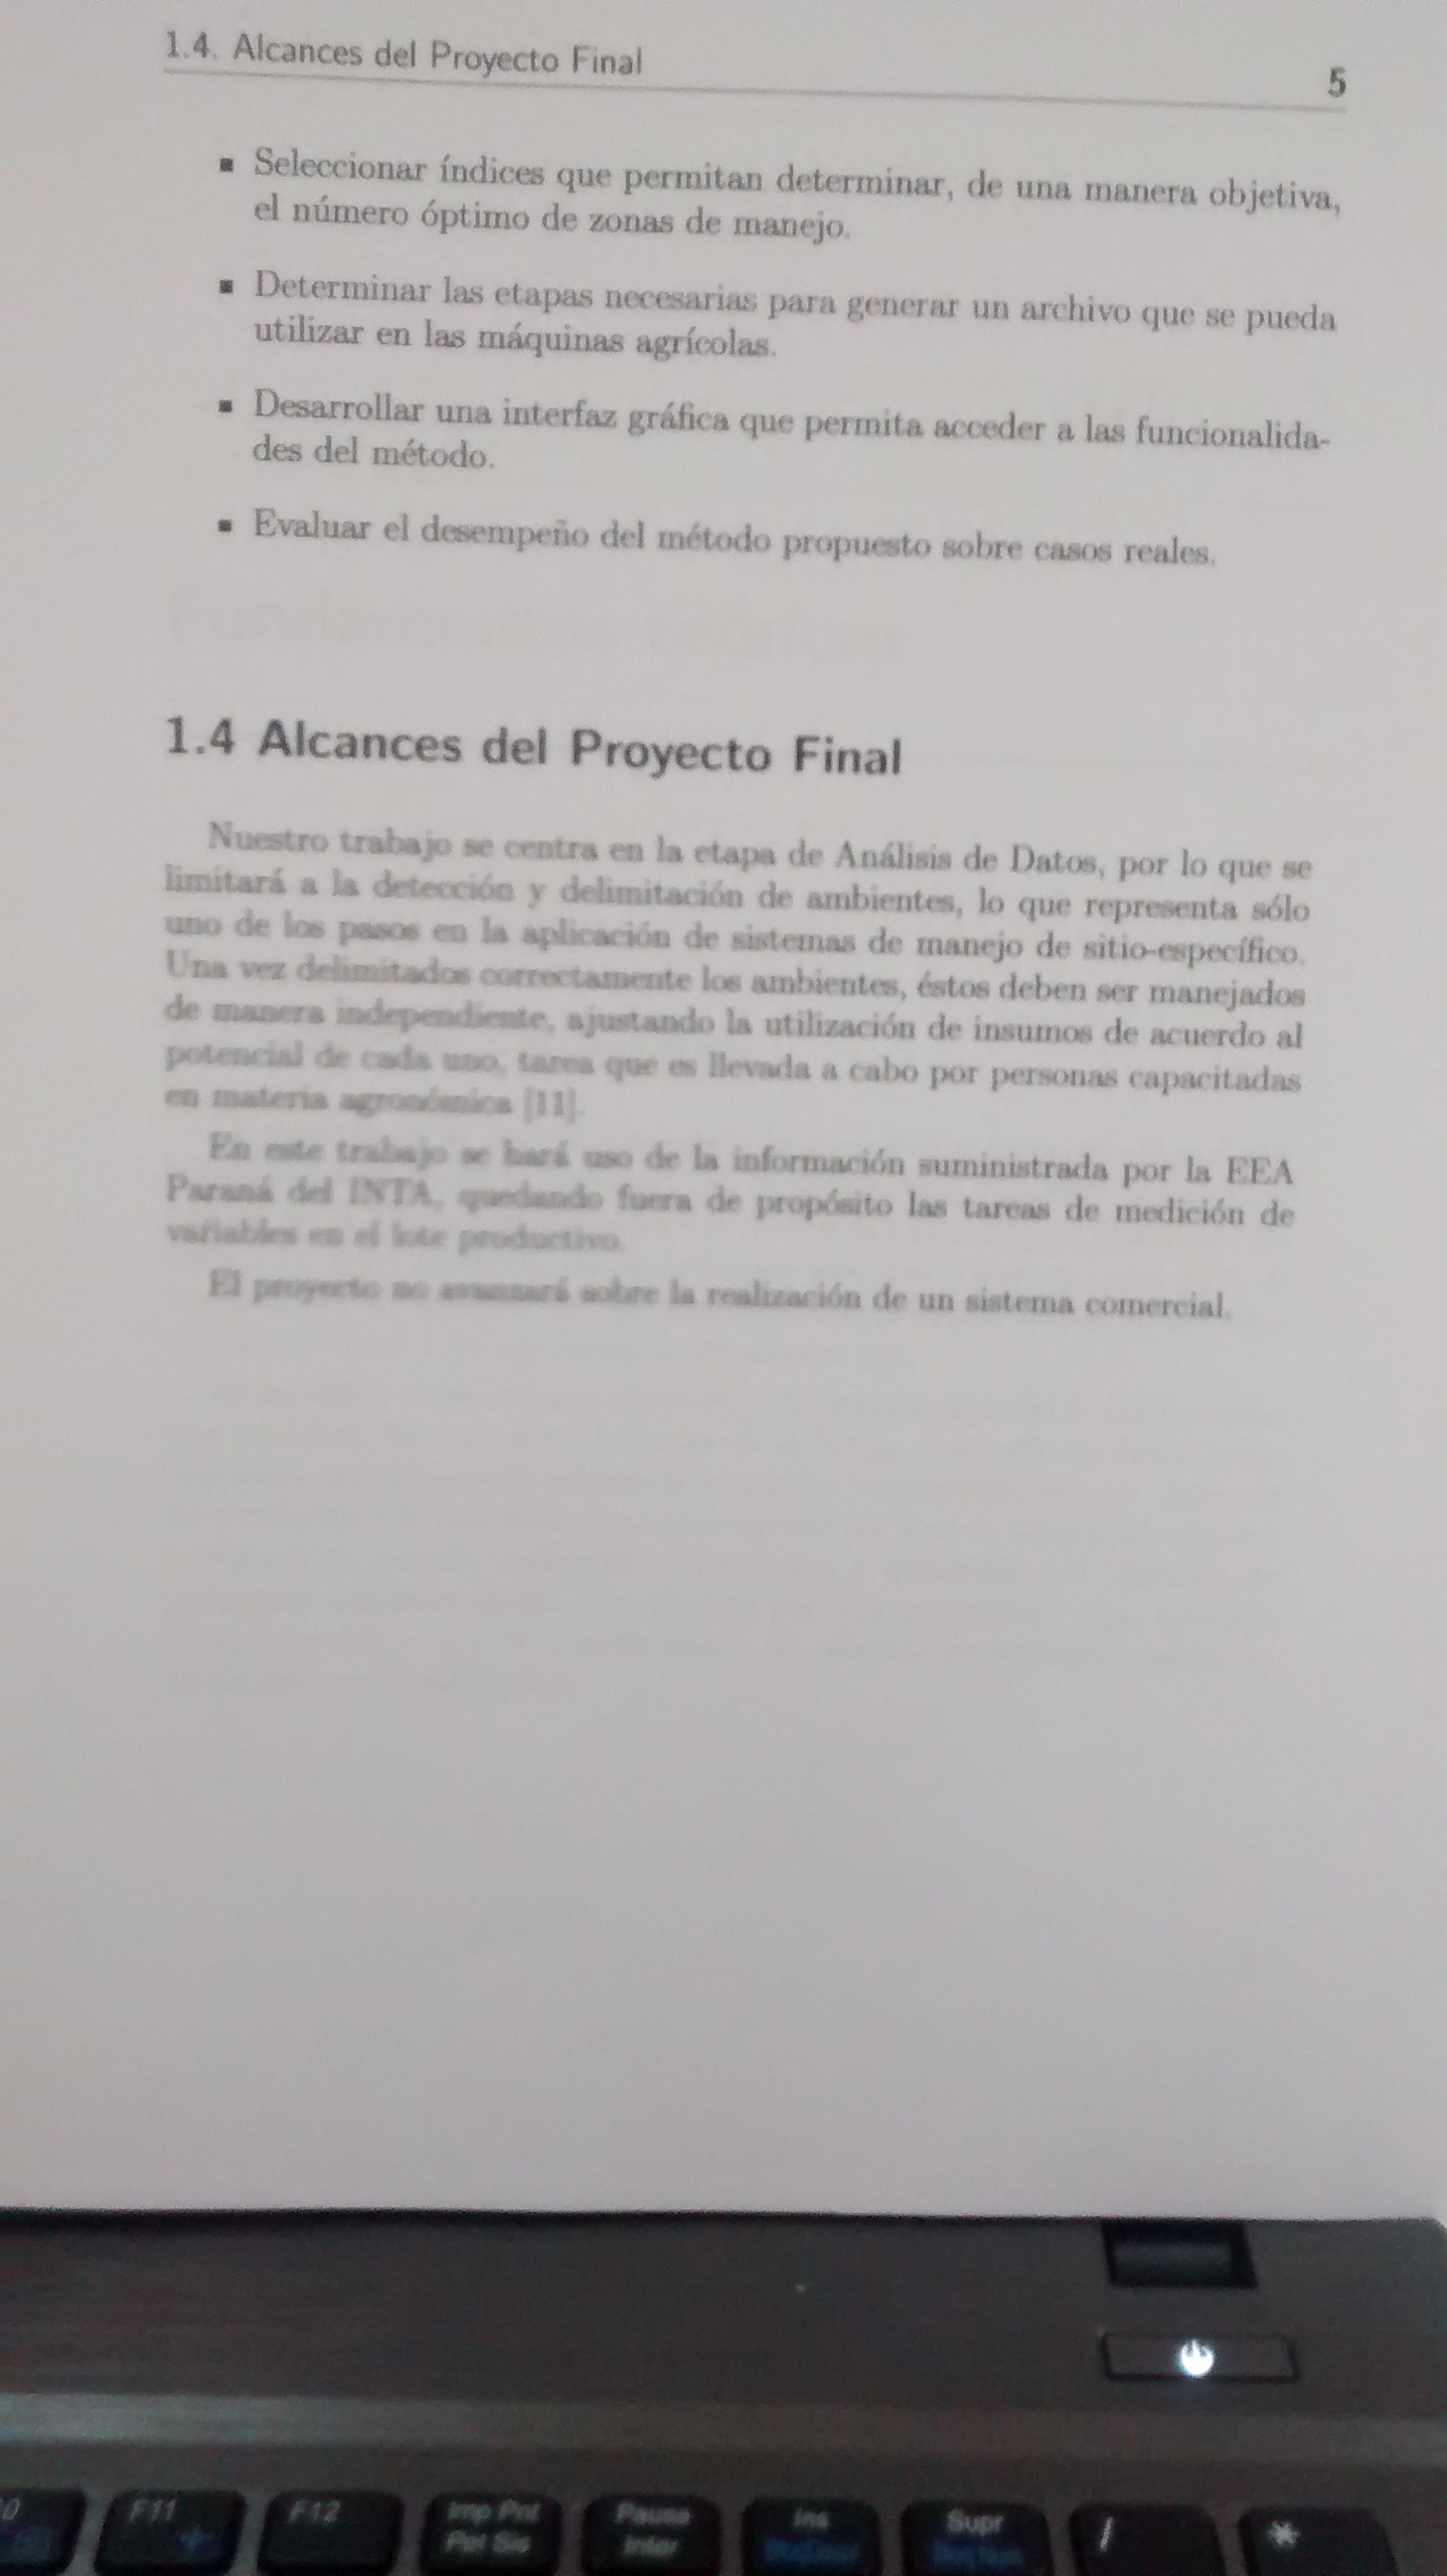 1.4. Alcances del Proyecto Final
5
▪ Seleccionar índices que permitan determinar, de una manera objetiva,
el número óptimo de zonas de manejo.
▪ Determinar las etapas necesarias para generar un archivo que se pueda
utilizar en las máquinas agrícolas.
▪ Desarrollar una interfaz gráfica que permita acceder a las funcionalida-
des del método.
▪ Evaluar el desempeño del método propuesto sobre casos reales.
1.4 Alcances del Proyecto Final
Nuestro trabajo se centra en la etapa de Análisis de Datos, por lo que se
limitará a la detección y delimitación de ambientes, lo que representa sólo
uno de los pasos en la aplicación de sistemas de manejo de sitio-específico.
Una vez delimitados correctamente los ambientes, éstos deben ser manejados
de manera independiente, ajustando la utilización de insumos de acuerdo al
potencial de cada uno, tarea que es llevada a cabo por personas capacitadas
en materia agronómica [11].
En este trabajo se hará uso de la información suministrada por la EEA
Paraná del INTA, quedando fuera de propósito las tareas de medición de
variables en el lote productivo.
El proyecto no avanzará sobre la realización de un sistema comercial.
F11
F12
Imp Pnt
Pet Sis
Pausa
Inter
Ins
Supr
/
*